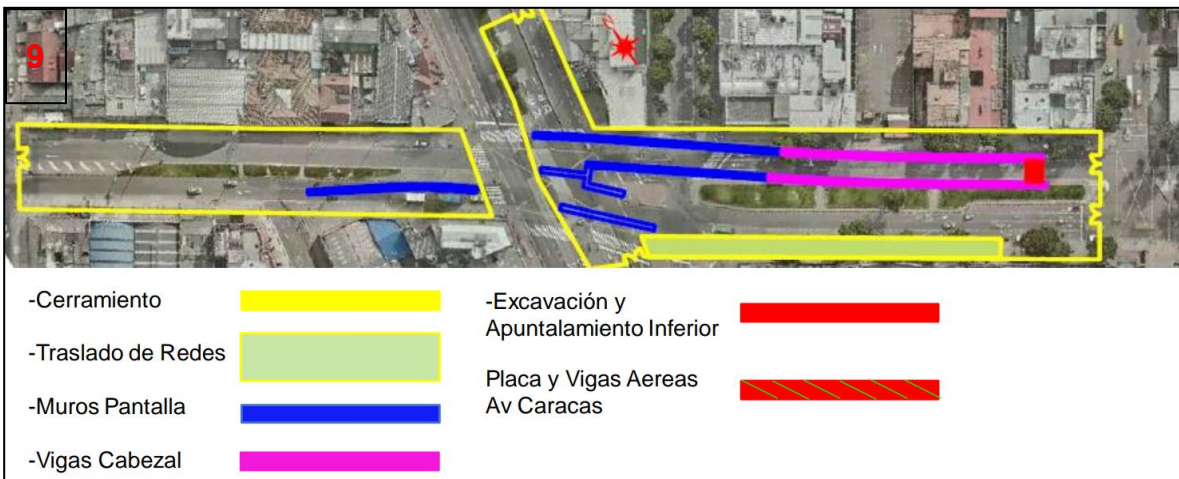 9
-Cerramiento
-Traslado de Redes
-Muros Pantalla
-Vigas Cabezal
-Excavación y
Apuntalamiento Inferior
Placa y Vigas Aereas
Av Caracas